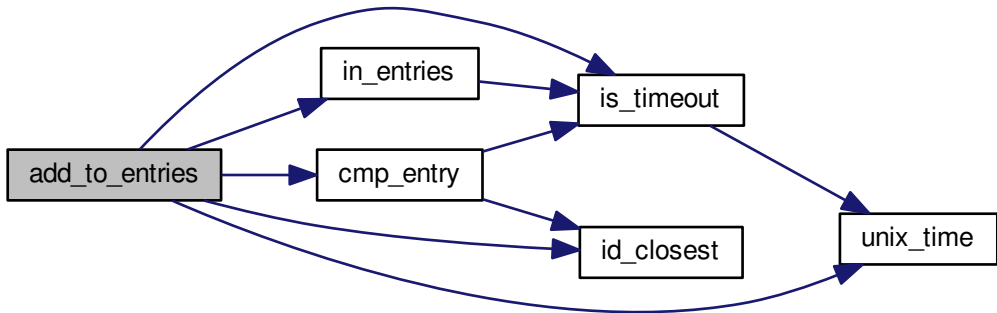 in_entries
is_timeout
add_to_entries
cmp_entry
unix_time
id_closest